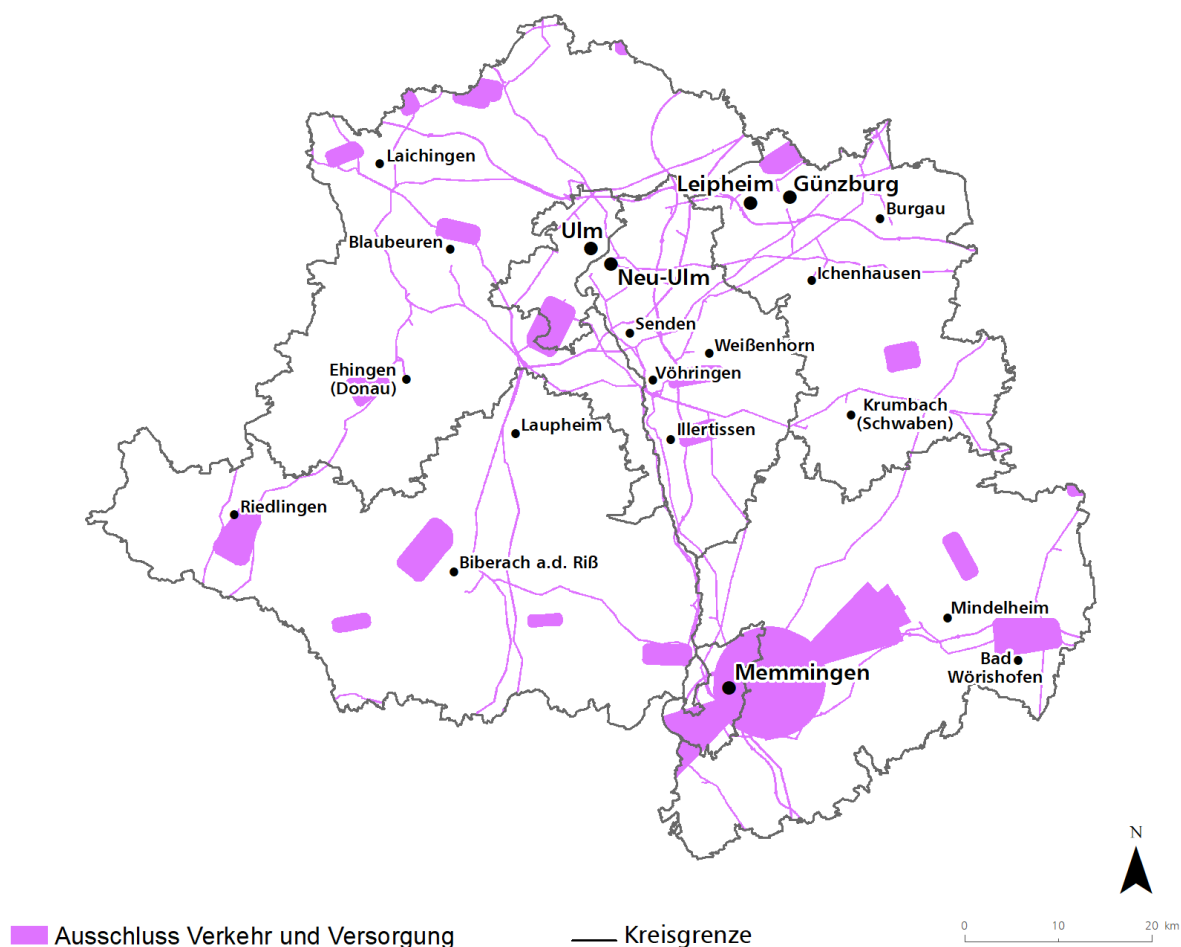 Laichingen
Leipheim
Günzburg
Burgau
Ulm
Blaubeuren
Neu-Ulm
Ichenhausen
Senden
Weißenhorn
Ehingen
(Donau)
Vöhringen
Krumbach
(Schwaben)
Laupheim
Illertissen
Riedlingen
Biberach a.d. Riß
Mindelheim
Bad
Wörishofen
Memmingen
N
Ausschluss Verkehr und Versorgung
Kreisgrenze
0 10 20 km